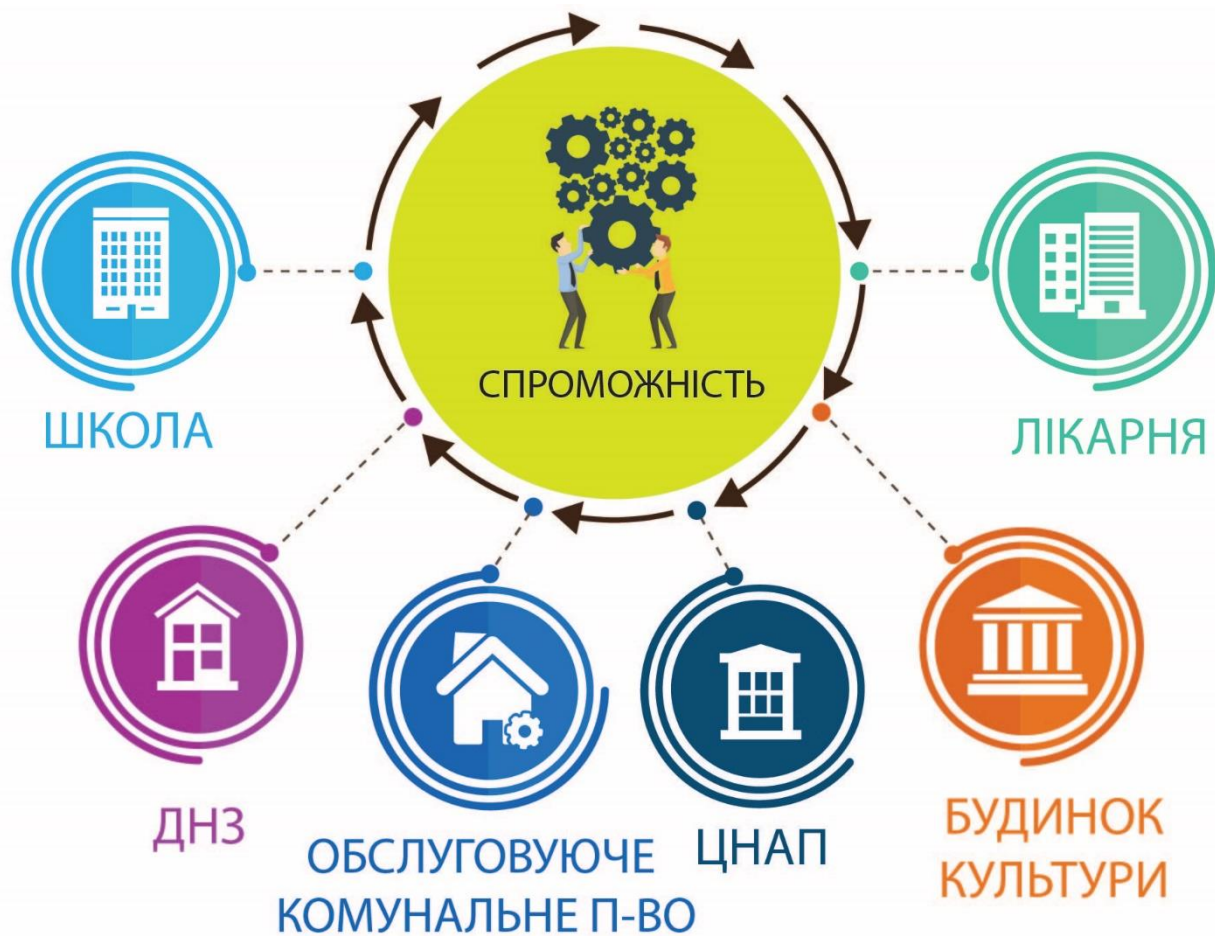 СПРОМОЖНІСТЬ
ШКОЛА
ЛІКАРНЯ
ДНЗ
ОБСЛУГОВУЮЧЕ
КОМУНАЛЬНЕ П-ВО
ЦНАП
БУДИНОК
КУЛЬТУРИ